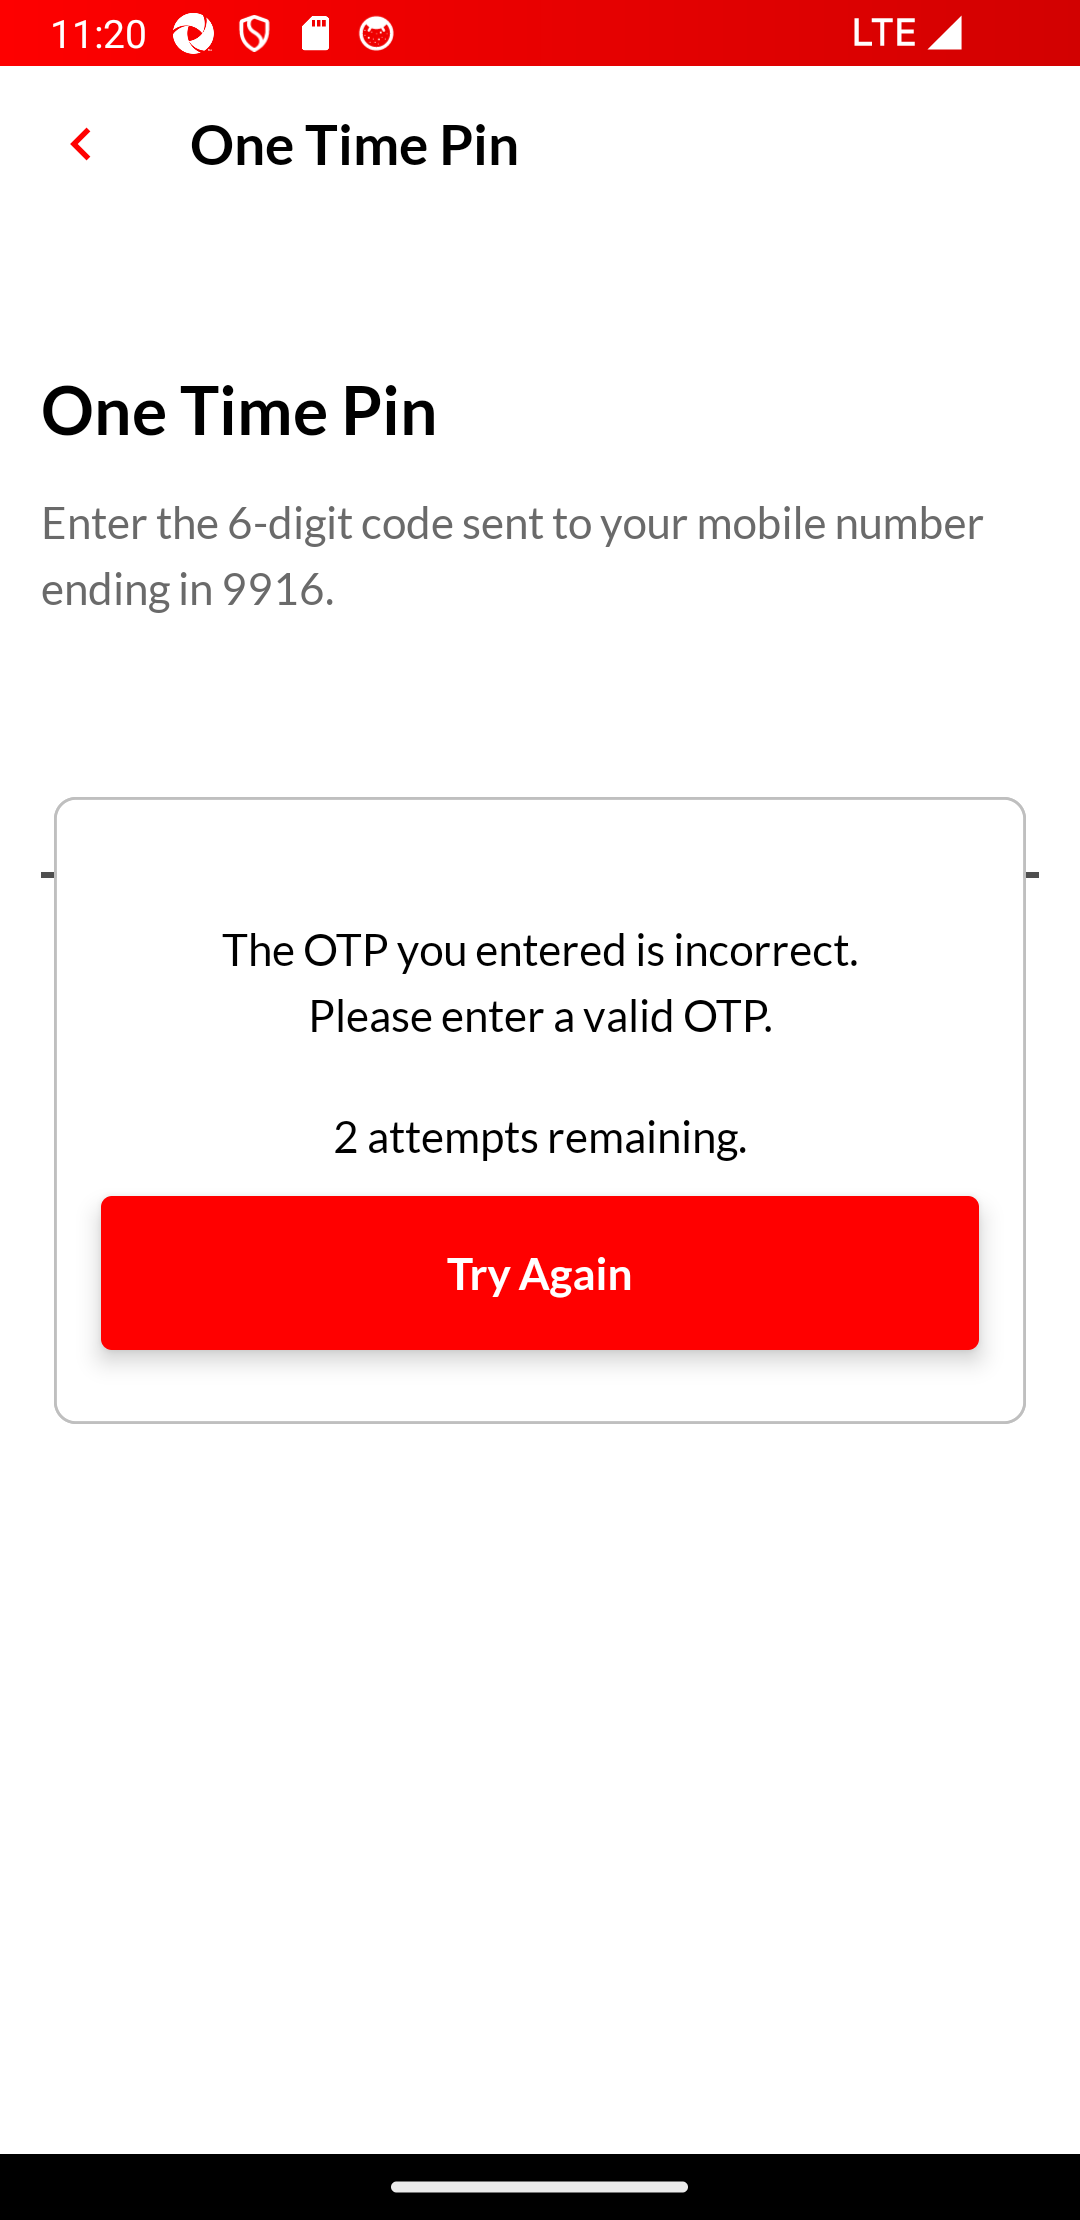 11:20
LTE
One Time Pin
One Time Pin
Enter the 6-digit code sent to your mobile number
ending in 9916.
The OTP you entered is incorrect.
Please enter a valid OTP.
2 attempts remaining.
Try Again